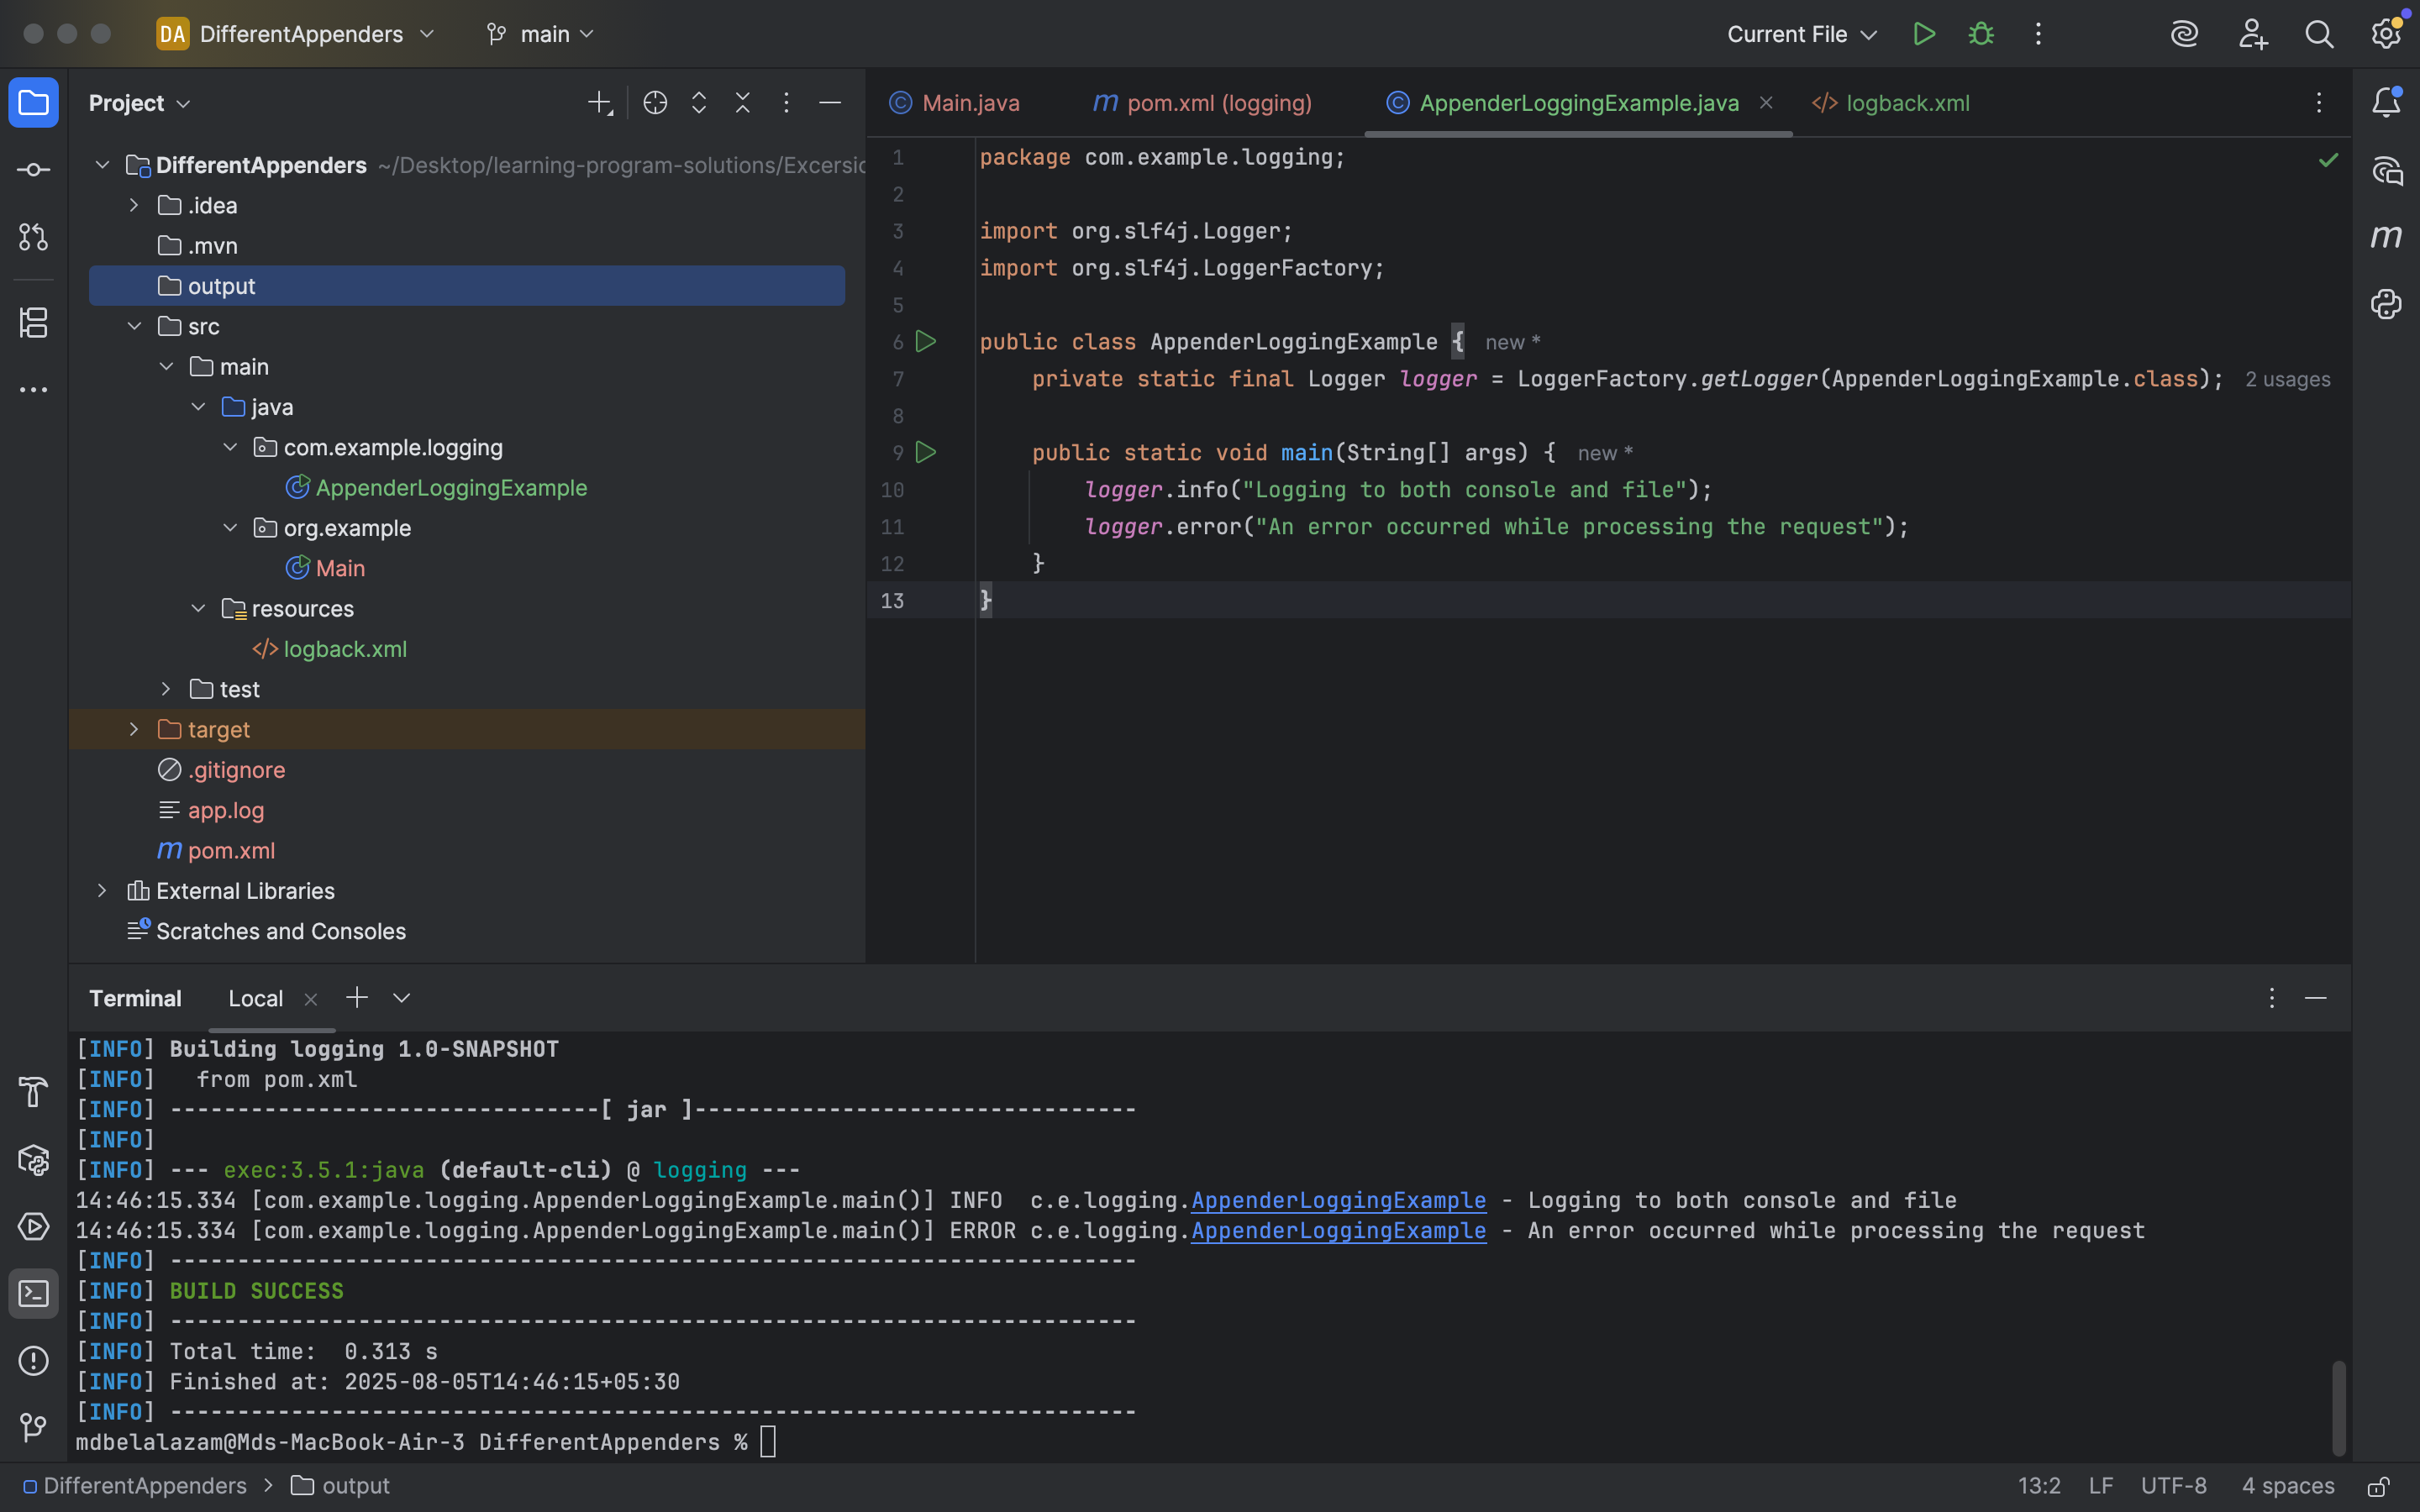 DA DifferentAppenders main Current File
Project
DifferentAppenders ~/Desktop/learning-program-solutions/Excersic
.idea
.mvn
output
src
main
java
com.example.logging
AppenderLoggingExample
org.example
Main
resources
logback.xml
test
target
.gitignore
app.log
pom.xml
External Libraries
Scratches and Consoles
Main.java pom.xml (logging) AppenderLoggingExample.java logback.xml
1 package com.example.logging;
2
3 import org.slf4j.Logger;
4 import org.slf4j.LoggerFactory;
5
6 public class AppenderLoggingExample { new *
7 private static final Logger logger = LoggerFactory.getLogger(AppenderLoggingExample.class); 2 usages
8
9 public static void main(String[] args) { new *
10 logger.info("Logging to both console and file");
11 logger.error("An error occurred while processing the request");
12 }
13 }
Terminal Local
[INFO] Building logging 1.0-SNAPSHOT
[INFO]   from pom.xml
[INFO] --------------------------------[ jar ]---------------------------------
[INFO]
[INFO] --- exec:3.5.1:java (default-cli) @ logging ---
14:46:15.334 [com.example.logging.AppenderLoggingExample.main()] INFO  c.e.logging.AppenderLoggingExample - Logging to both console and file
14:46:15.334 [com.example.logging.AppenderLoggingExample.main()] ERROR c.e.logging.AppenderLoggingExample - An error occurred while processing the request
[INFO] ------------------------------------------------------------------------
[INFO] BUILD SUCCESS
[INFO] ------------------------------------------------------------------------
[INFO] Total time:  0.313 s
[INFO] Finished at: 2025-08-05T14:46:15+05:30
[INFO] ------------------------------------------------------------------------
mdbelalazam@Mds-MacBook-Air-3 DifferentAppenders %
DifferentAppenders > output 13:2 LF UTF-8 4 spaces